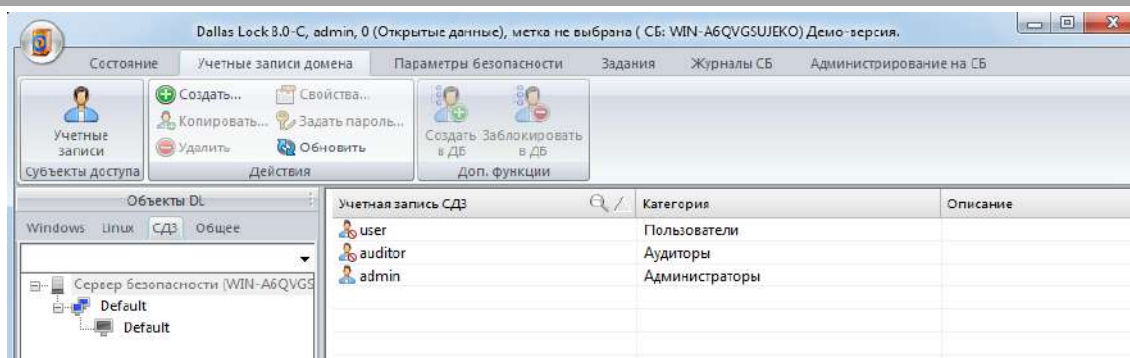 Dallas Lock 8.0-C, admin, 0 (Открытые данные), метка не выбрана ( СБ: WIN-A6QVGSUJEKO) Демо-версия.
Состояние Учетные записи домена Параметры безопасности Задания Журналы СБ Администрирование на СБ
Создать... Свойства...
Копировать... Задать пароль...
Удалить Обновить
Учетные записи
Создать в ДБ Заблокировать в ДБ
Субъекты доступа Действия Доп. функции
Объекты DL
Windows Linux СДЗ Общее
Сервер безопасности (WIN-A6QVGS
Default
Default
Учетная запись СДЗ Категория Описание
user Пользователи
auditor Аудиторы
admin Администраторы